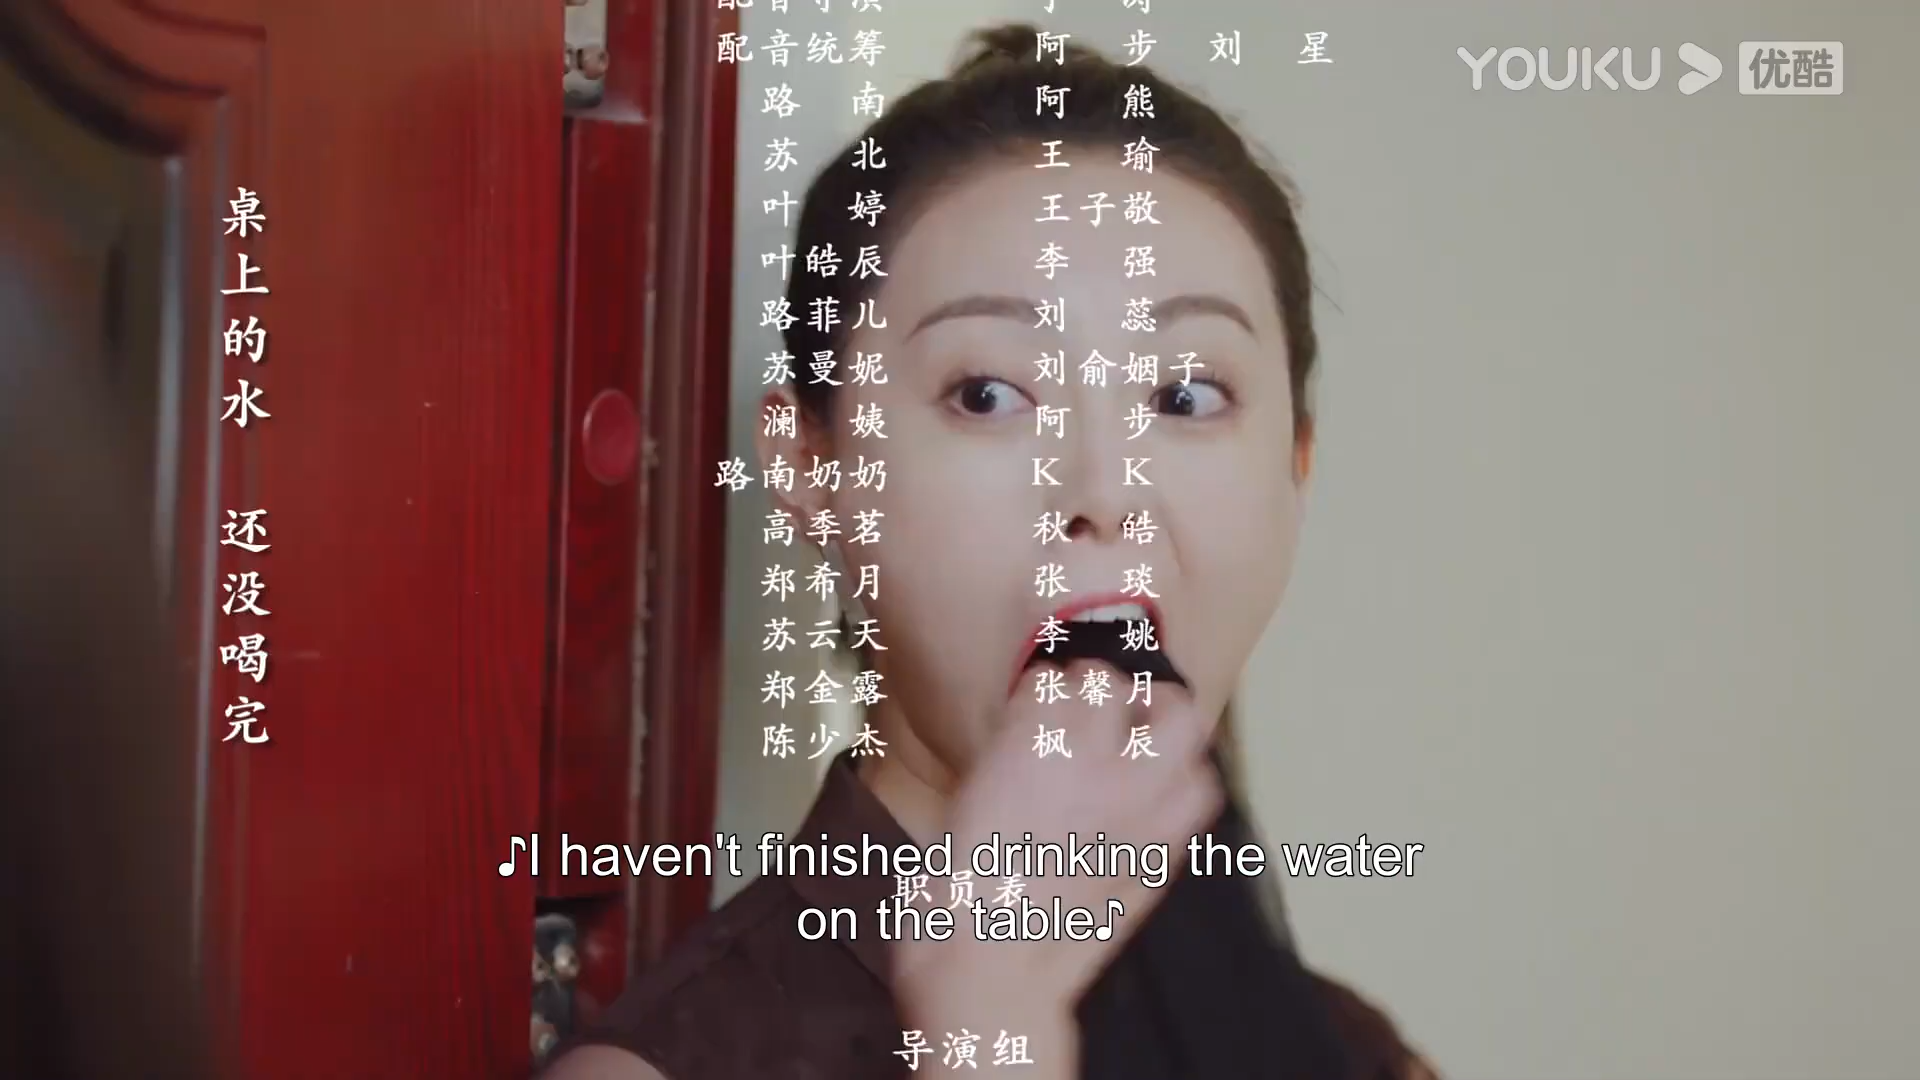 配音统筹 阿步 刘星
YOUKU 优酷
路南 阿熊
苏北 王瑜
叶婷 王子敬
叶皓辰 李强
路菲儿 刘蕊
苏曼妮 刘俞姻子
澜姨 阿步
路南奶奶 KK
高季茗 秋皓
郑希月 张琰
苏云天 李姚
郑金露 张馨月
陈少杰 枫辰
桌上的水 还没喝完
♪I haven't finished drinking the water
on the table♪
职员表
导演组